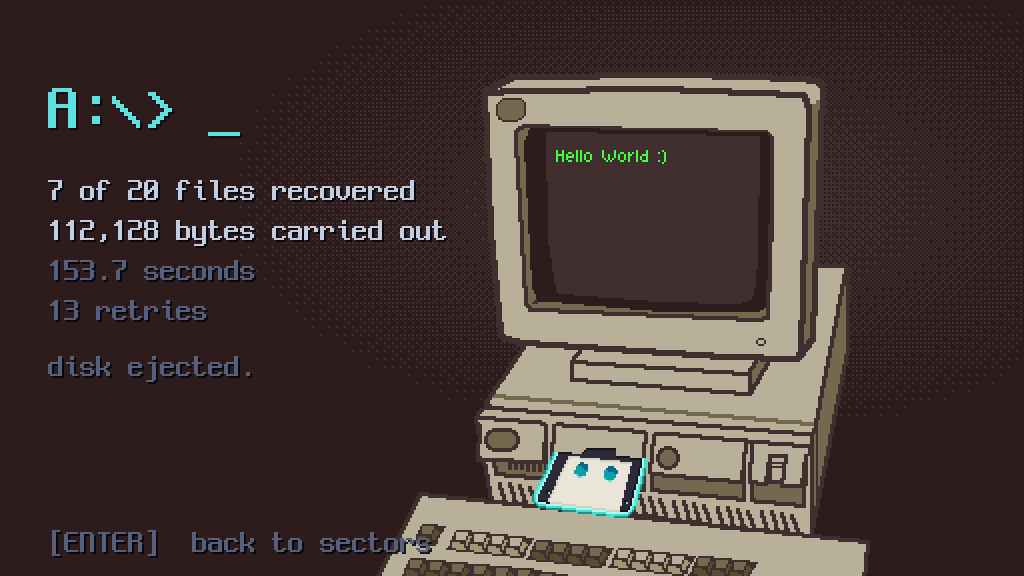 A:\> _
Hello World :)
7 of 20 files recovered
112,128 bytes carried out
153.7 seconds
13 retries
disk ejected.
[ENTER] back to sectors